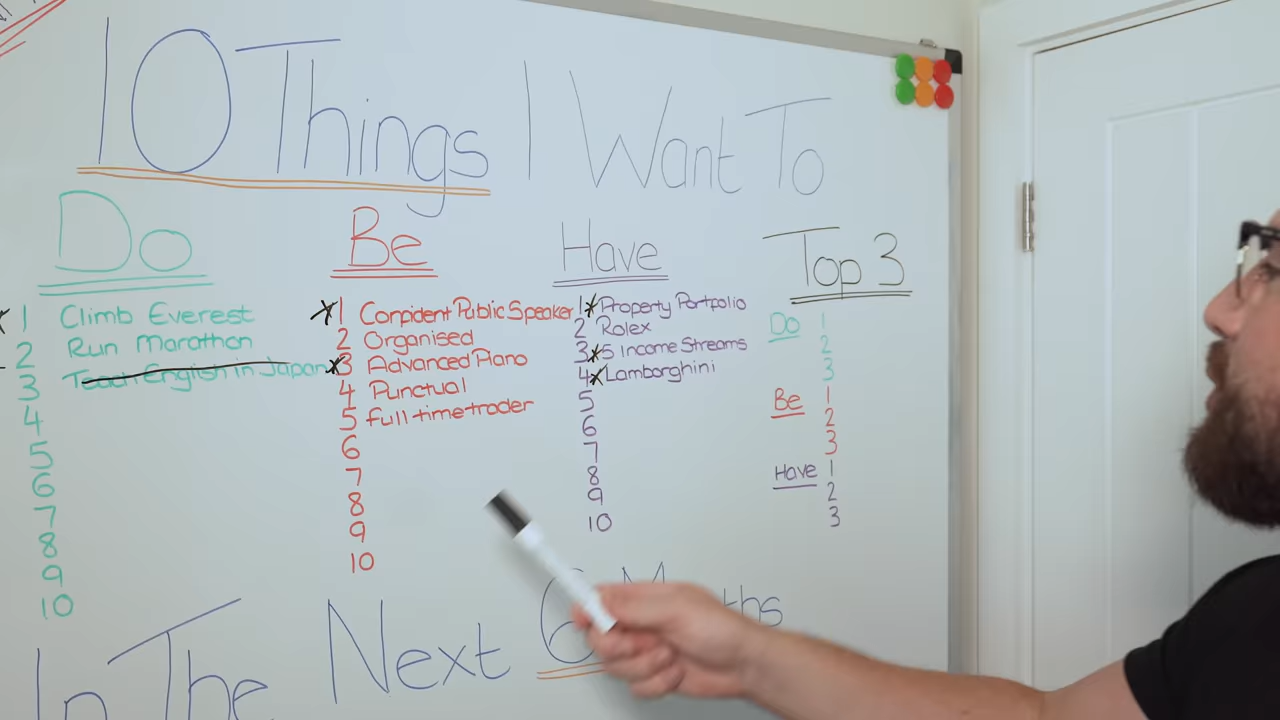 10 Things I Want To
Do
1 Climb Everest
2 Run Marathon
3 Teach English in Japan
4
5
6
7
8
9
10
Be
1 Conpident Public Speaker
2 Organised
3 Advanced Piano
4 Punctual
5 full time trader
6
7
8
9
10
Have
1 Property Portpolio
2 Rolex
3 5 Income Streams
4 Lamborghini
5
6
7
8
9
10
Top 3
Do 1
2
3
Be 1
2
3
Have 1
2
3
In The Next 6